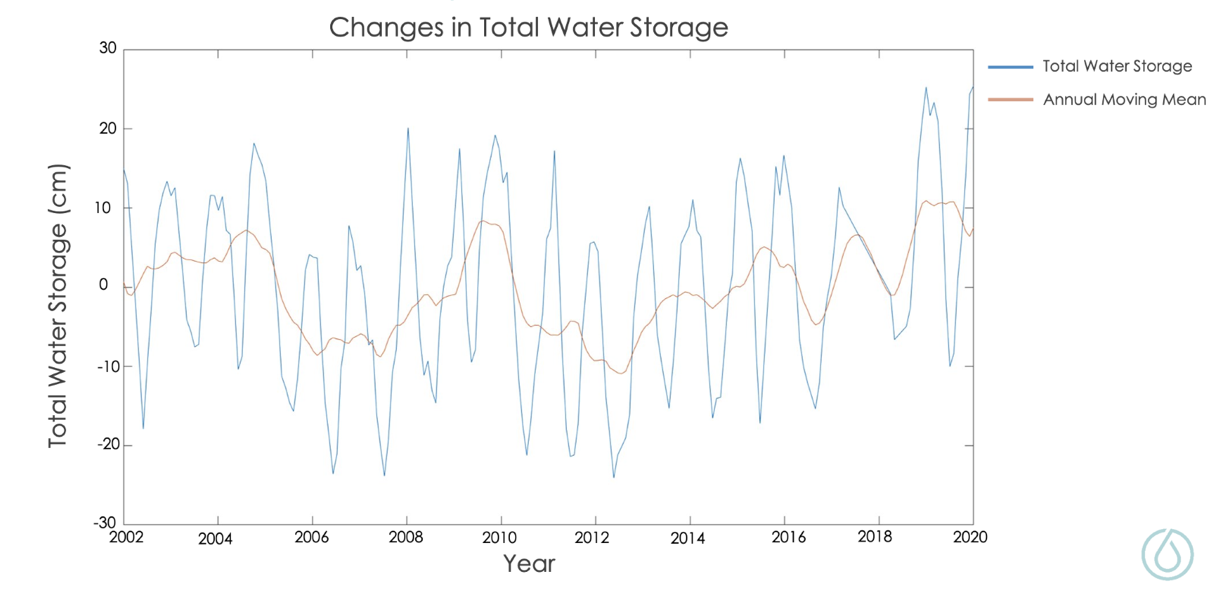 Changes in Total Water Storage
Total Water Storage
Annual Moving Mean
Total Water Storage (cm)
30
20
10
0
-10
-20
-30
2002 2004 2006 2008 2010 2012 2014 2016 2018 2020
Year